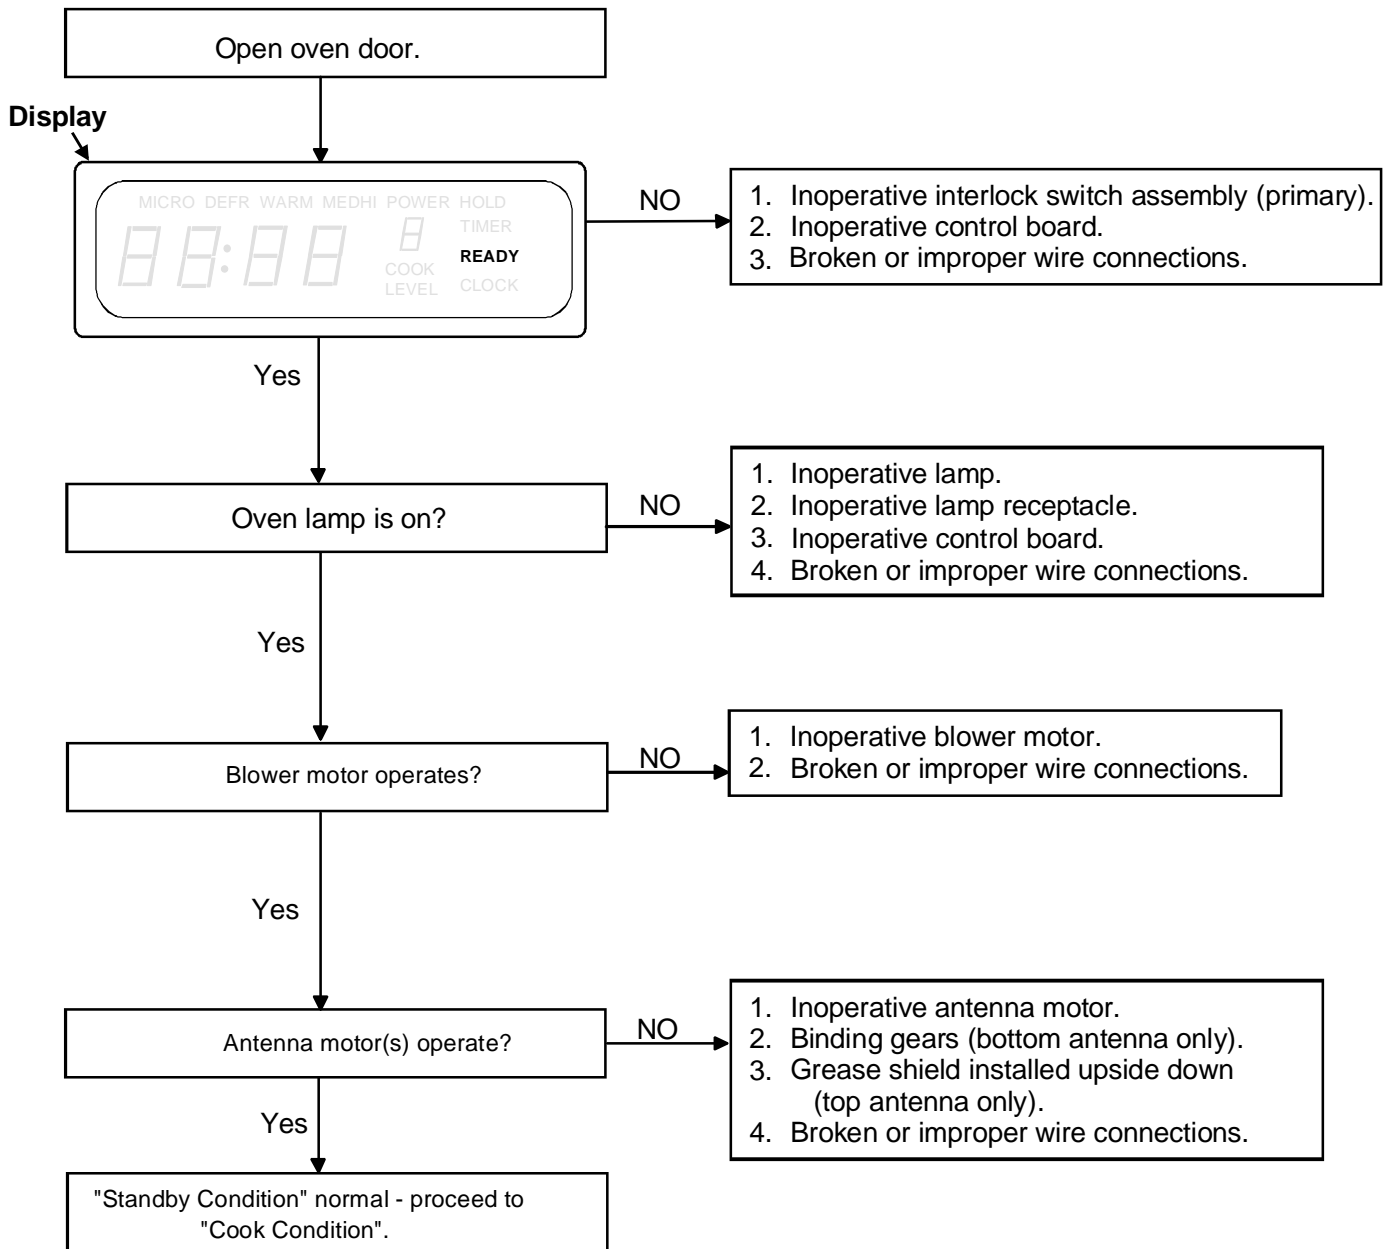 Open oven door.
Display
MICRO DEFR WARM MEDHI POWER HOLD
TIMER
88:88 8
READY
COOK
LEVEL CLOCK
NO
1. Inoperative interlock switch assembly (primary).
2. Inoperative control board.
3. Broken or improper wire connections.
Yes
Oven lamp is on?
NO
1. Inoperative lamp.
2. Inoperative lamp receptacle.
3. Inoperative control board.
4. Broken or improper wire connections.
Yes
Blower motor operates?
NO
1. Inoperative blower motor.
2. Broken or improper wire connections.
Yes
Antenna motor(s) operate?
NO
1. Inoperative antenna motor.
2. Binding gears (bottom antenna only).
3. Grease shield installed upside down
(top antenna only).
4. Broken or improper wire connections.
Yes
"Standby Condition" normal - proceed to
"Cook Condition".